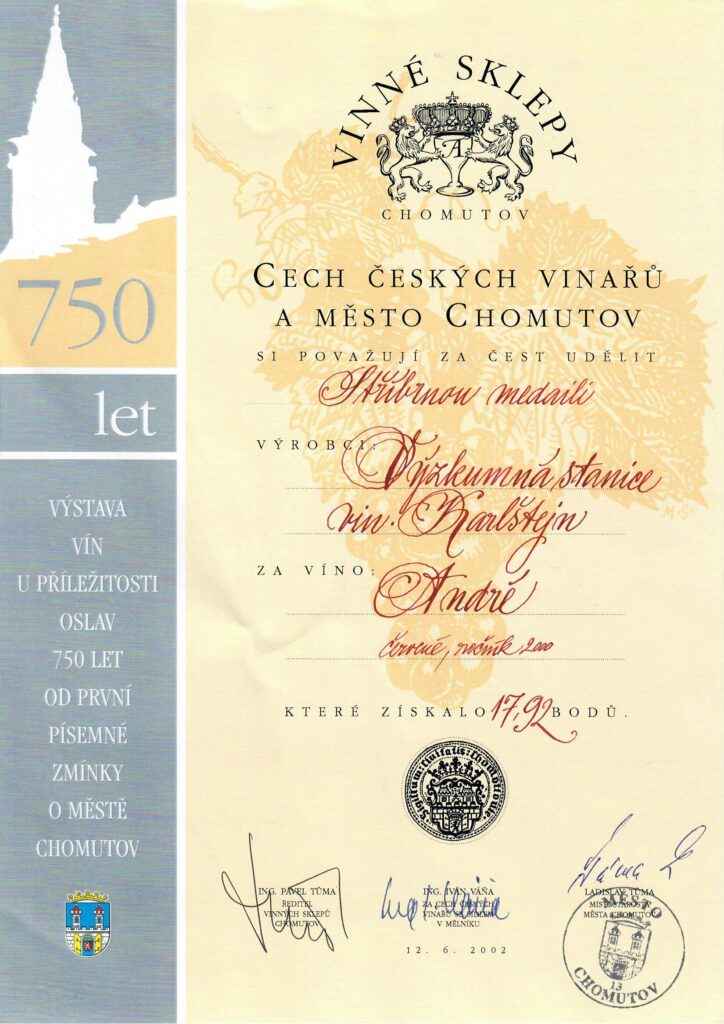 750
let
VÝSTAVA
VÍN
U PŘÍLEŽITOSTI
OSLAV
750 LET
OD PRVNÍ
PÍSEMNÉ
ZMÍNKY
O MĚSTĚ
CHOMUTOV
VINNÉ SKLEPY
A
CHOMUTOV
CECH ČESKÝCH VINAŘŮ
A MĚSTO CHOMUTOV
SI POVAŽUJÍ ZA ČEST UDĚLIT
Stříbrnou medaili
VÝROBCI:
Výzkumná stanice
vin. Karlštejn
M.S.
ZA VÍNO:
André
červené, ročník 2000
KTERÉ ZÍSKALO 17,92 BODŮ.
ING. PAVEL TŮMA
ŘEDITEL
VINNÝCH SKLEPŮ
CHOMUTOV
ING. IVAN VÁŇA
ZA CECH ČESKÝCH
VINAŘŮ SE SÍDLEM
V MĚLNÍKU
12. 6. 2002
LADISLAV TŮMA
MÍSTOSTAROSTA
MĚSTA CHOMUTOV
MĚSTO
13
CHOMUTOV